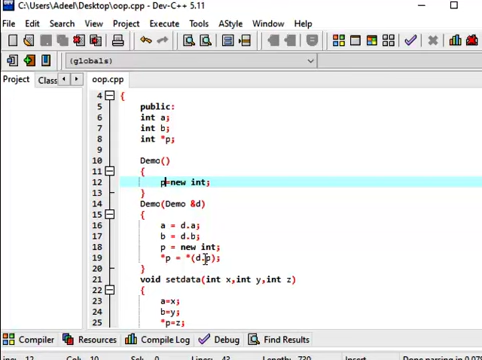 C:\Users\Adeel\Desktop\oop.cpp - Dev-C++ 5.11
File Edit Search View Project Execute Tools AStyle Window Help
(globals)
Project Class oop.cpp
4 {
5 public:
6 int a;
7 int b;
8 int *p;
9
10 Demo()
11 {
12 p=new int;
13 }
14 Demo(Demo &d)
15 {
16 a = d.a;
17 b = d.b;
18 p = new int;
19 *p = *(d.p);
20 }
21 void setdata(int x,int y,int z)
22 {
23 a=x;
24 b=y;
25 *p=z;
Compiler Resources Compile Log Debug Find Results